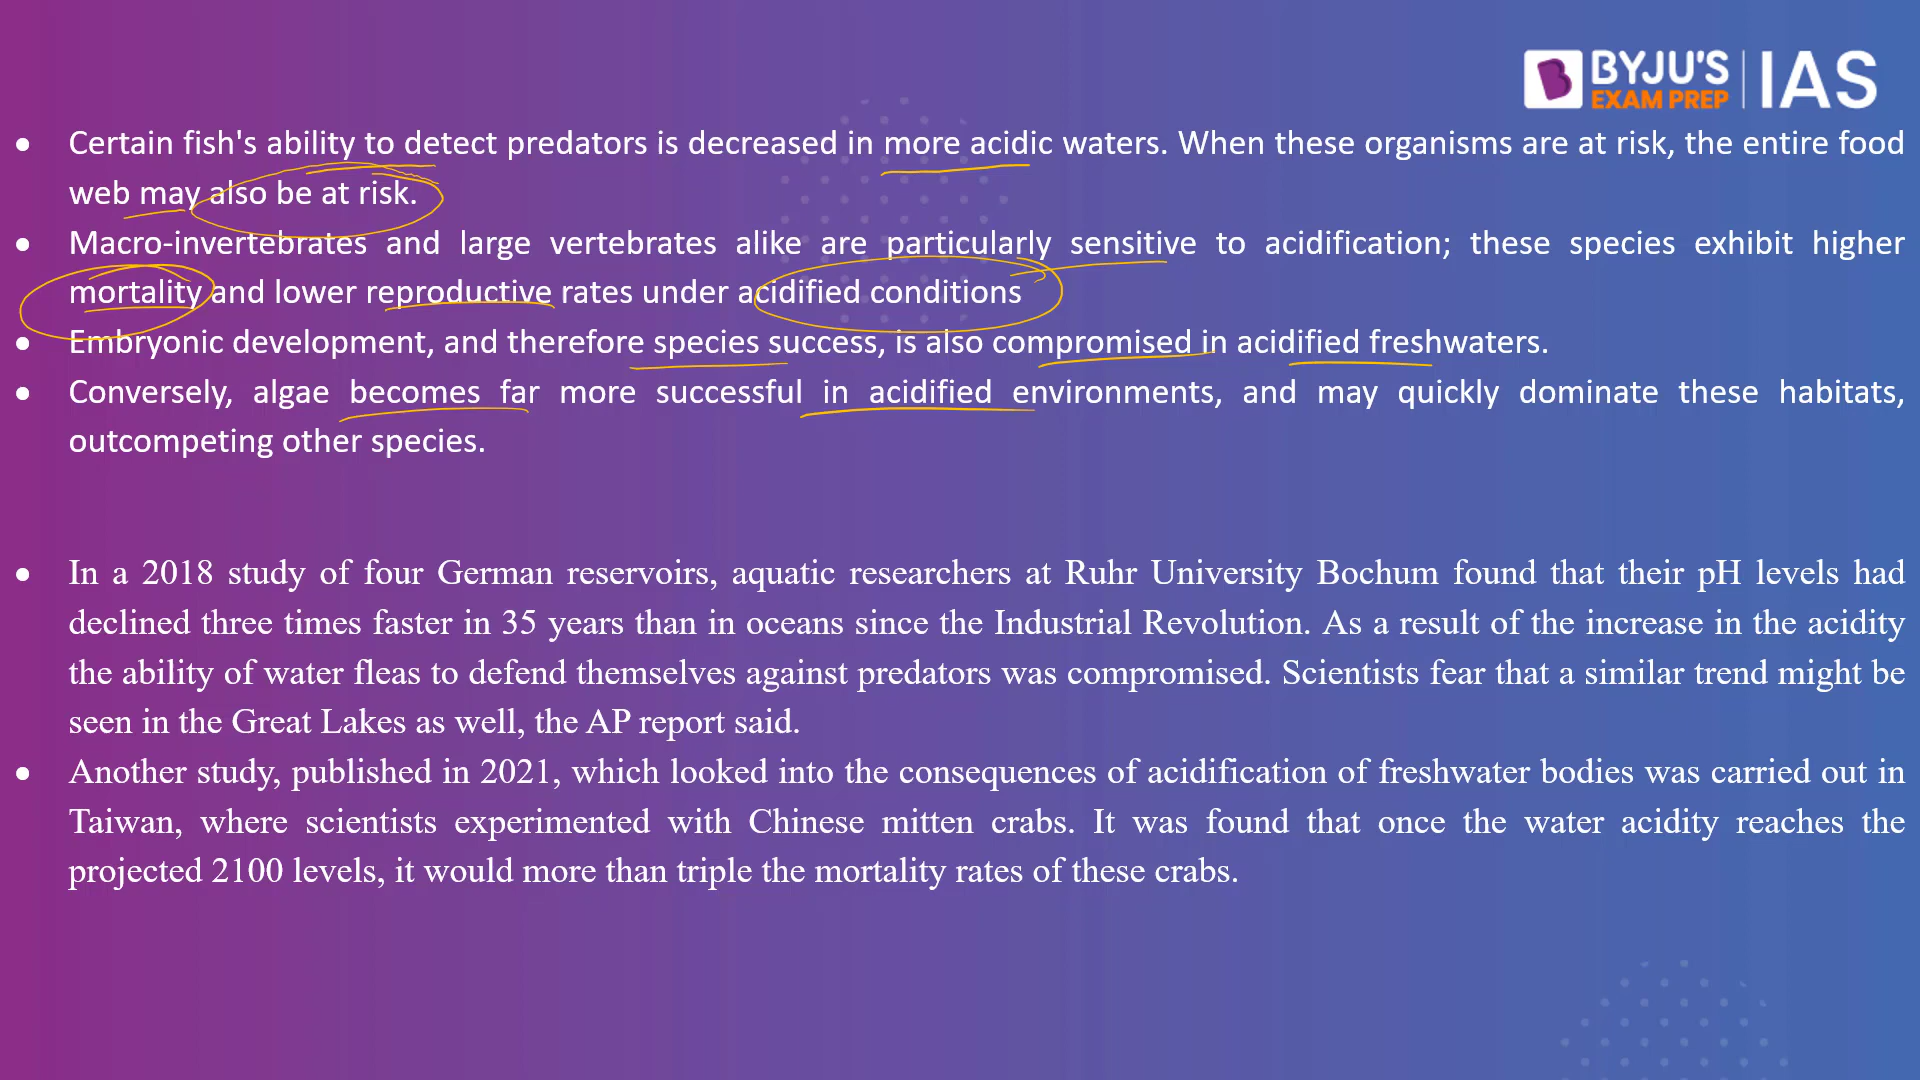 BYJU'S
EXAM PREP
IAS
● Certain fish's ability to detect predators is decreased in more acidic waters. When these organisms are at risk, the entire food
web may also be at risk.
● Macro-invertebrates and large vertebrates alike are particularly sensitive to acidification; these species exhibit higher
mortality and lower reproductive rates under acidified conditions
● Embryonic development, and therefore species success, is also compromised in acidified freshwaters.
● Conversely, algae becomes far more successful in acidified environments, and may quickly dominate these habitats,
outcompeting other species.
● In a 2018 study of four German reservoirs, aquatic researchers at Ruhr University Bochum found that their pH levels had
declined three times faster in 35 years than in oceans since the Industrial Revolution. As a result of the increase in the acidity
the ability of water fleas to defend themselves against predators was compromised. Scientists fear that a similar trend might be
seen in the Great Lakes as well, the AP report said.
● Another study, published in 2021, which looked into the consequences of acidification of freshwater bodies was carried out in
Taiwan, where scientists experimented with Chinese mitten crabs. It was found that once the water acidity reaches the
projected 2100 levels, it would more than triple the mortality rates of these crabs.